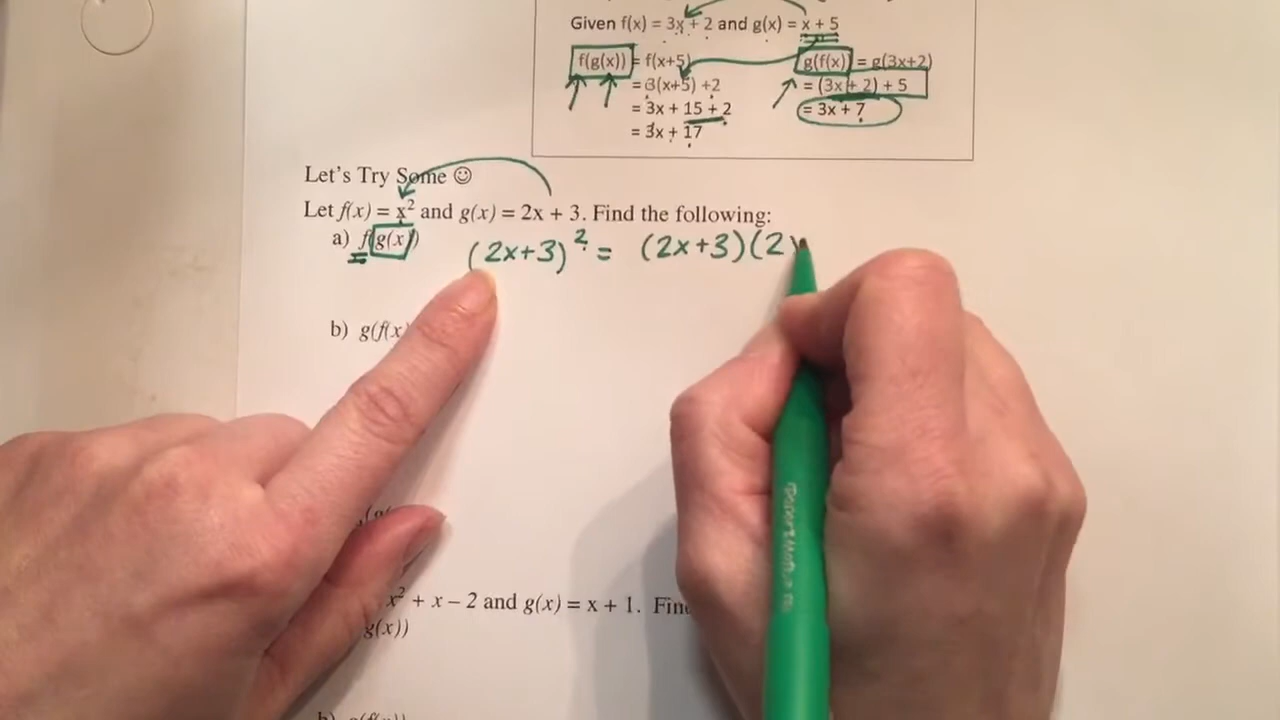 Given f(x) = 3x + 2 and g(x) = x + 5
f(g(x)) = f(x+5)
= 3(x+5) +2
= 3x + 15 + 2
= 3x + 17
g(f(x)) = g(3x+2)
= (3x + 2) + 5
= 3x + 7
Let's Try Some ☺
Let f(x) = x² and g(x) = 2x + 3. Find the following:
a) f(g(x)) (2x+3)² = (2x+3)(2x
b) g(f(x)
x² + x – 2 and g(x) = x + 1.
g(x))